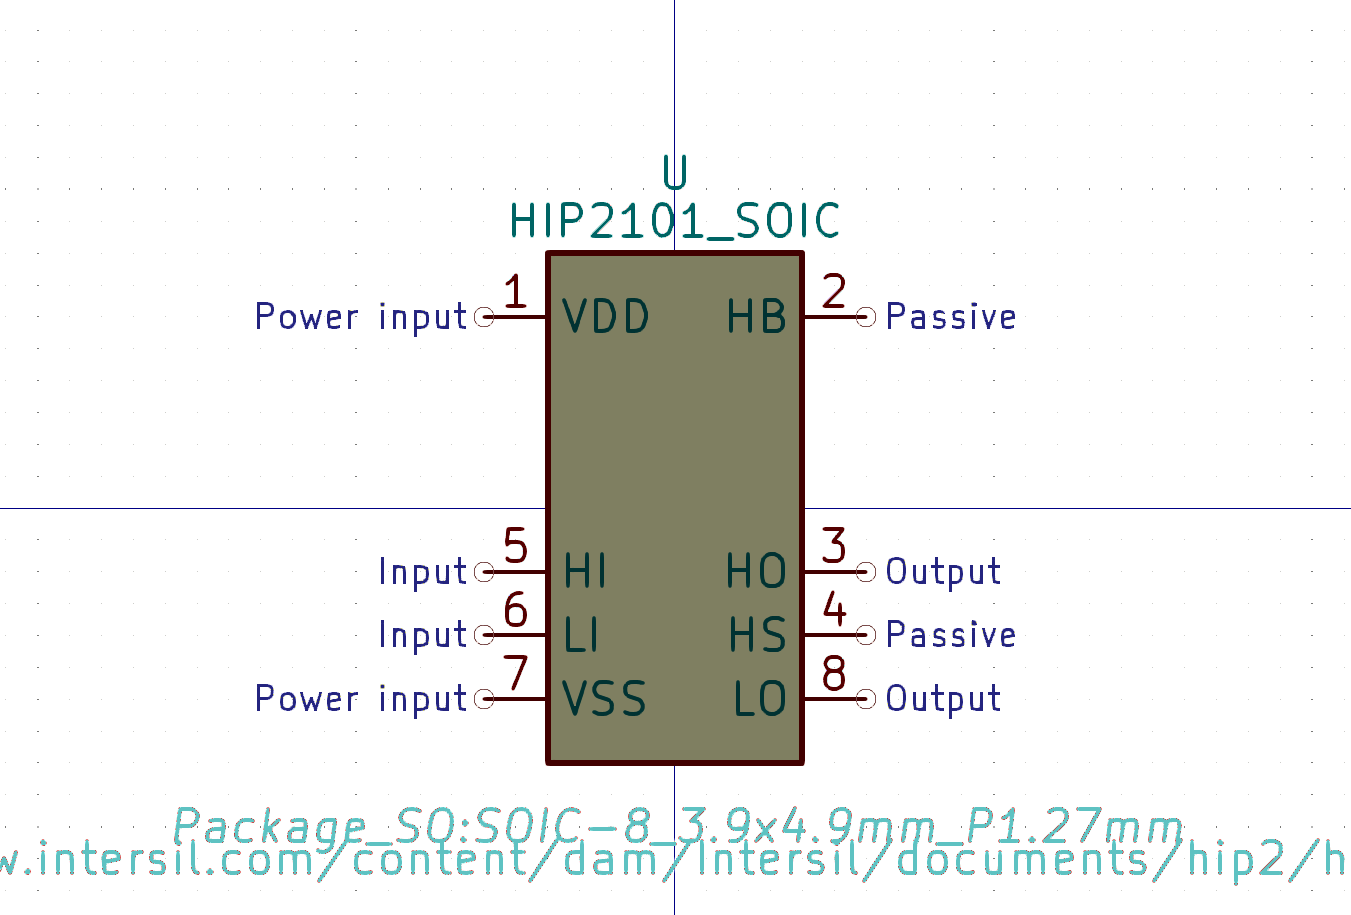 U
HIP2101_SOIC
Power input 1 VDD HB 2 Passive
Input 5 HI HO 3 Output
Input 6 LI HS 4 Passive
Power input 7 VSS LO 8 Output
Package_SO:SOIC-8_3.9x4.9mm_P1.27mm
w.intersil.com/content/dam/Intersil/documents/hip2/h